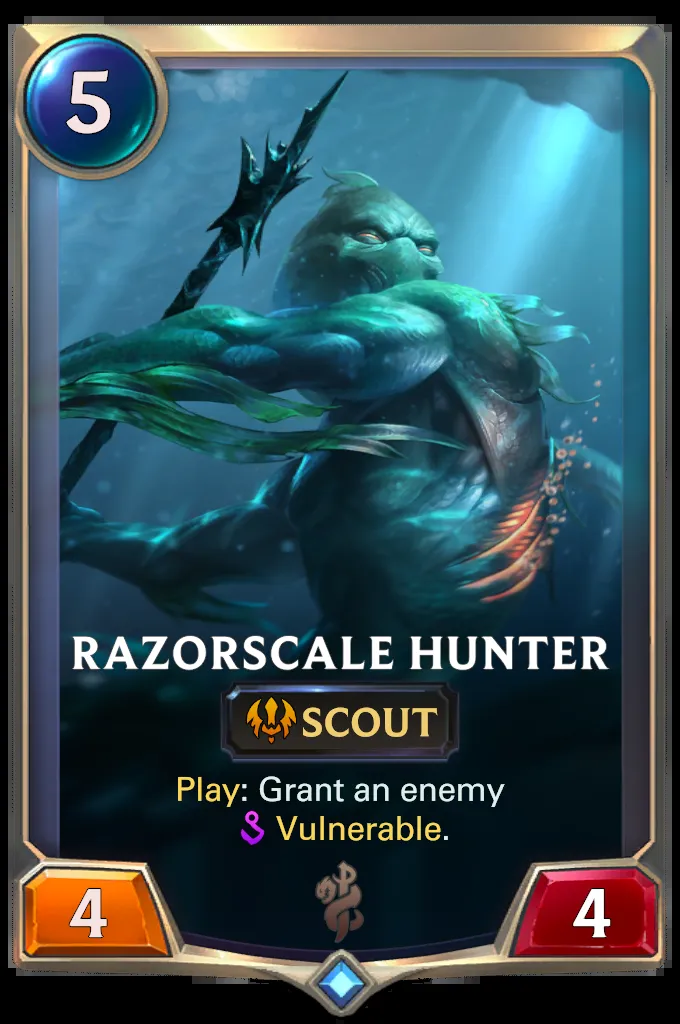 5
RAZORSCALE HUNTER
SCOUT
Play: Grant an enemy
Vulnerable.
4
4